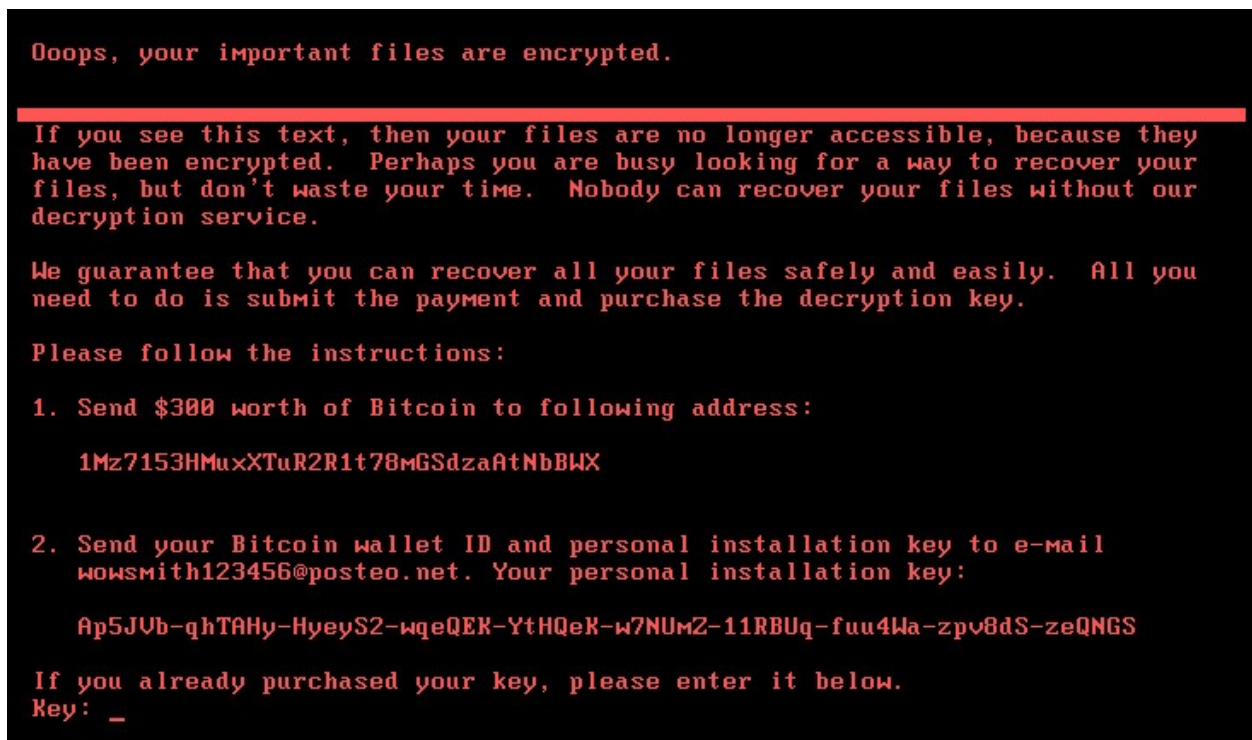 Ooops, your important files are encrypted.
If you see this text, then your files are no longer accessible, because they
have been encrypted.  Perhaps you are busy looking for a way to recover your
files, but don't waste your time.  Nobody can recover your files without our
decryption service.
We guarantee that you can recover all your files safely and easily.  All you
need to do is submit the payment and purchase the decryption key.
Please follow the instructions:
1. Send $300 worth of Bitcoin to following address:
1Mz7153HMuxXTuR2R1t78mGSdzaAtNbBWX
2. Send your Bitcoin wallet ID and personal installation key to e-mail
wowsmith123456@posteo.net. Your personal installation key:
Ap5JVb-qhTAHy-HyeyS2-wqeQEK-YtHQeK-w7NUmZ-11RBUq-fuu4Wa-zpv8dS-zeQNGS
If you already purchased your key, please enter it below.
Key: _